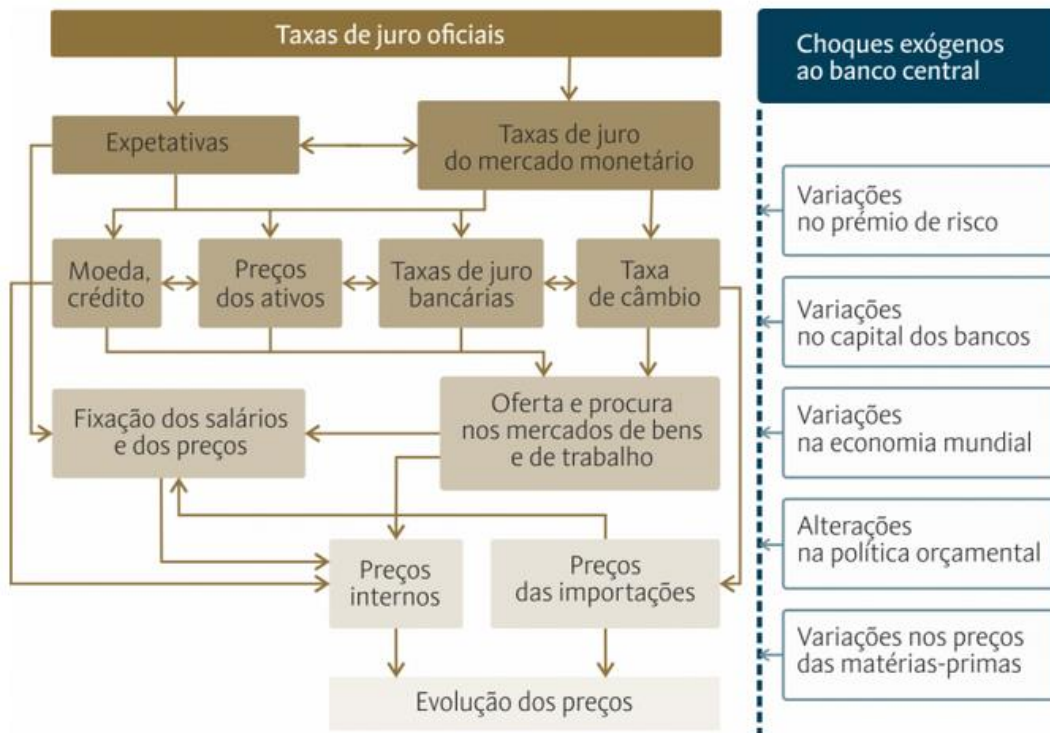 Taxas de juro oficiais
Expetativas
Taxas de juro
do mercado monetário
Moeda,
crédito
Preços
dos ativos
Taxas de juro
bancárias
Taxa
de câmbio
Fixação dos salários
e dos preços
Oferta e procura
nos mercados de bens
e de trabalho
Preços
internos
Preços
das importações
Evolução dos preços
Choques exógenos
ao banco central
Variações
no prémio de risco
Variações
no capital dos bancos
Variações
na economia mundial
Alterações
na política orçamental
Variações nos preços
das matérias-primas